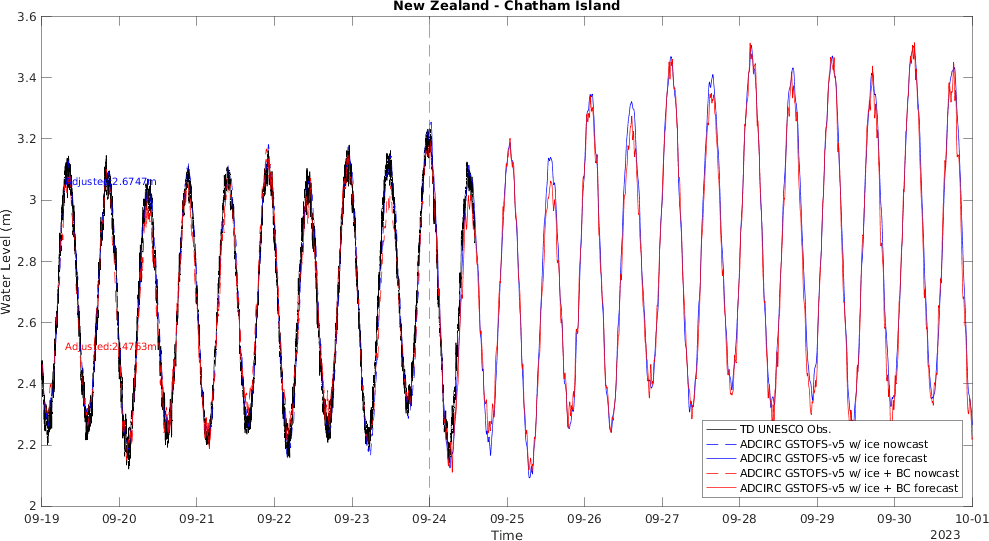 New Zealand - Chatham Island
3.6
3.4
3.2
3
2.8
2.6
2.4
2.2
2
Water Level (m)
Adjusted:2.6747m
Adjusted:2.4763m
TD UNESCO Obs.
ADCIRC GSTOFS-v5 w/ ice nowcast
ADCIRC GSTOFS-v5 w/ ice forecast
ADCIRC GSTOFS-v5 w/ ice + BC nowcast
ADCIRC GSTOFS-v5 w/ ice + BC forecast
09-19 09-20 09-21 09-22 09-23 09-24 09-25 09-26 09-27 09-28 09-29 09-30 10-01
Time
2023